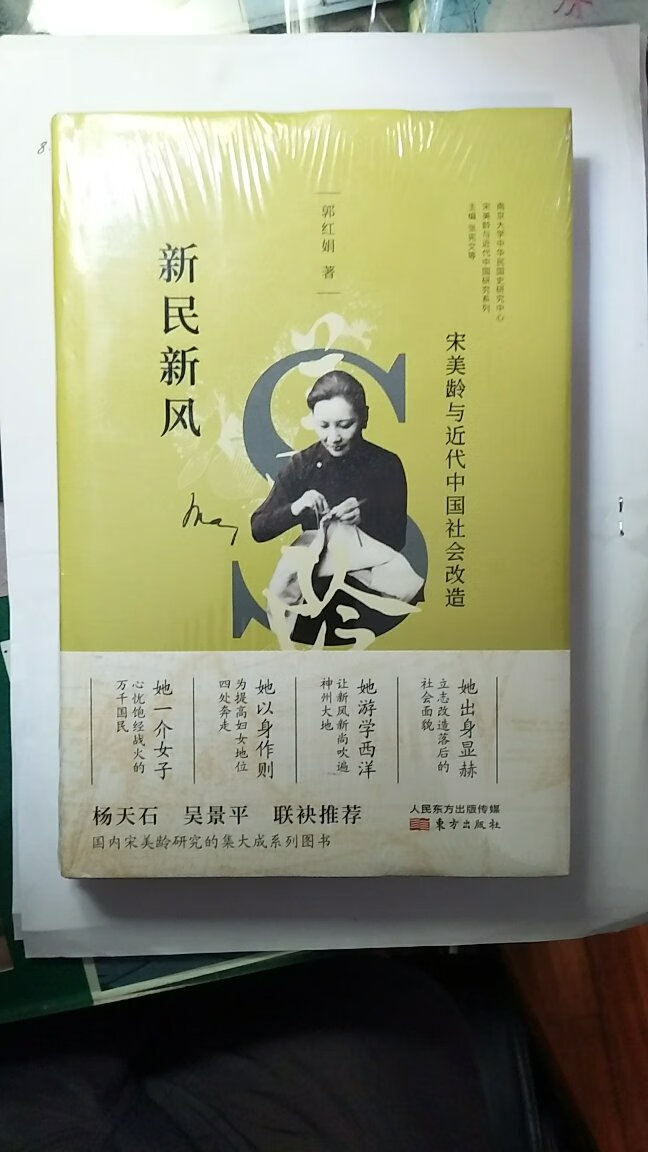 南京大学中华民国史研究中心
宋美龄与近代中国研究系列
主编 张宪文等
郭红娟 著
新民新风
宋美龄与近代中国社会改造
May
她出身显赫
立志改造落后的
社会面貌
她游学西洋
让新风新尚吹遍
神州大地
她以身作则
为提高妇女地位
四处奔走
她一介女子
心忧饱经战火的
万千国民
杨天石 吴景平 联袂推荐
国内宋美龄研究的集大成系列图书
人民东方出版传媒
东方出版社